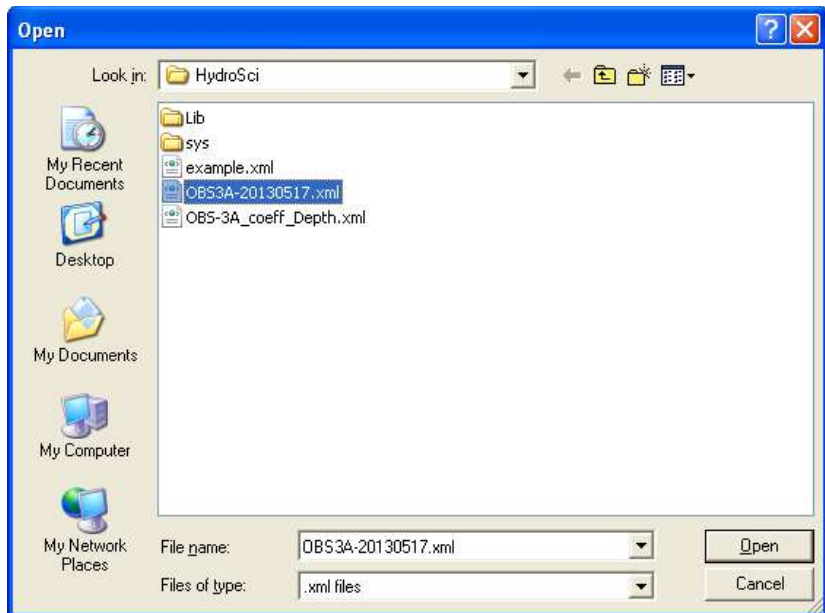 Open
Look in: HydroSci
My Recent Documents
Desktop
My Documents
My Computer
My Network Places
Lib
sys
example.xml
OBS3A-20130517.xml
OBS-3A_coeff_Depth.xml
File name: OBS3A-20130517.xml Open
Files of type: .xml files Cancel